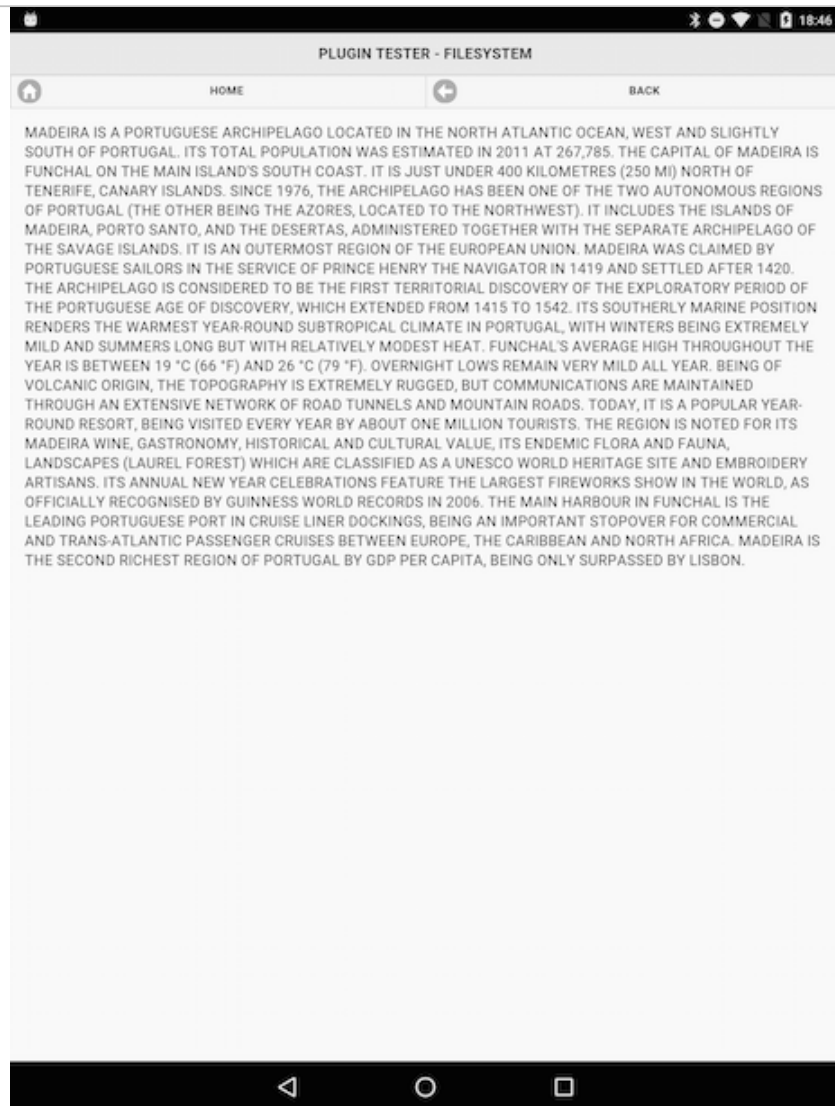 18:46
PLUGIN TESTER - FILESYSTEM
HOME
BACK
MADEIRA IS A PORTUGUESE ARCHIPELAGO LOCATED IN THE NORTH ATLANTIC OCEAN, WEST AND SLIGHTLY
SOUTH OF PORTUGAL. ITS TOTAL POPULATION WAS ESTIMATED IN 2011 AT 267,785. THE CAPITAL OF MADEIRA IS
FUNCHAL ON THE MAIN ISLAND'S SOUTH COAST. IT IS JUST UNDER 400 KILOMETRES (250 MI) NORTH OF
TENERIFE, CANARY ISLANDS. SINCE 1976, THE ARCHIPELAGO HAS BEEN ONE OF THE TWO AUTONOMOUS REGIONS
OF PORTUGAL (THE OTHER BEING THE AZORES, LOCATED TO THE NORTHWEST). IT INCLUDES THE ISLANDS OF
MADEIRA, PORTO SANTO, AND THE DESERTAS, ADMINISTERED TOGETHER WITH THE SEPARATE ARCHIPELAGO OF
THE SAVAGE ISLANDS. IT IS AN OUTERMOST REGION OF THE EUROPEAN UNION. MADEIRA WAS CLAIMED BY
PORTUGUESE SAILORS IN THE SERVICE OF PRINCE HENRY THE NAVIGATOR IN 1419 AND SETTLED AFTER 1420.
THE ARCHIPELAGO IS CONSIDERED TO BE THE FIRST TERRITORIAL DISCOVERY OF THE EXPLORATORY PERIOD OF
THE PORTUGUESE AGE OF DISCOVERY, WHICH EXTENDED FROM 1415 TO 1542. ITS SOUTHERLY MARINE POSITION
RENDERS THE WARMEST YEAR-ROUND SUBTROPICAL CLIMATE IN PORTUGAL, WITH WINTERS BEING EXTREMELY
MILD AND SUMMERS LONG BUT WITH RELATIVELY MODEST HEAT. FUNCHAL'S AVERAGE HIGH THROUGHOUT THE
YEAR IS BETWEEN 19 °C (66 °F) AND 26 °C (79 °F). OVERNIGHT LOWS REMAIN VERY MILD ALL YEAR. BEING OF
VOLCANIC ORIGIN, THE TOPOGRAPHY IS EXTREMELY RUGGED, BUT COMMUNICATIONS ARE MAINTAINED
THROUGH AN EXTENSIVE NETWORK OF ROAD TUNNELS AND MOUNTAIN ROADS. TODAY, IT IS A POPULAR YEAR-
ROUND RESORT, BEING VISITED EVERY YEAR BY ABOUT ONE MILLION TOURISTS. THE REGION IS NOTED FOR ITS
MADEIRA WINE, GASTRONOMY, HISTORICAL AND CULTURAL VALUE, ITS ENDEMIC FLORA AND FAUNA,
LANDSCAPES (LAUREL FOREST) WHICH ARE CLASSIFIED AS A UNESCO WORLD HERITAGE SITE AND EMBROIDERY
ARTISANS. ITS ANNUAL NEW YEAR CELEBRATIONS FEATURE THE LARGEST FIREWORKS SHOW IN THE WORLD, AS
OFFICIALLY RECOGNISED BY GUINNESS WORLD RECORDS IN 2006. THE MAIN HARBOUR IN FUNCHAL IS THE
LEADING PORTUGUESE PORT IN CRUISE LINER DOCKINGS, BEING AN IMPORTANT STOPOVER FOR COMMERCIAL
AND TRANS-ATLANTIC PASSENGER CRUISES BETWEEN EUROPE, THE CARIBBEAN AND NORTH AFRICA. MADEIRA IS
THE SECOND RICHEST REGION OF PORTUGAL BY GDP PER CAPITA, BEING ONLY SURPASSED BY LISBON.